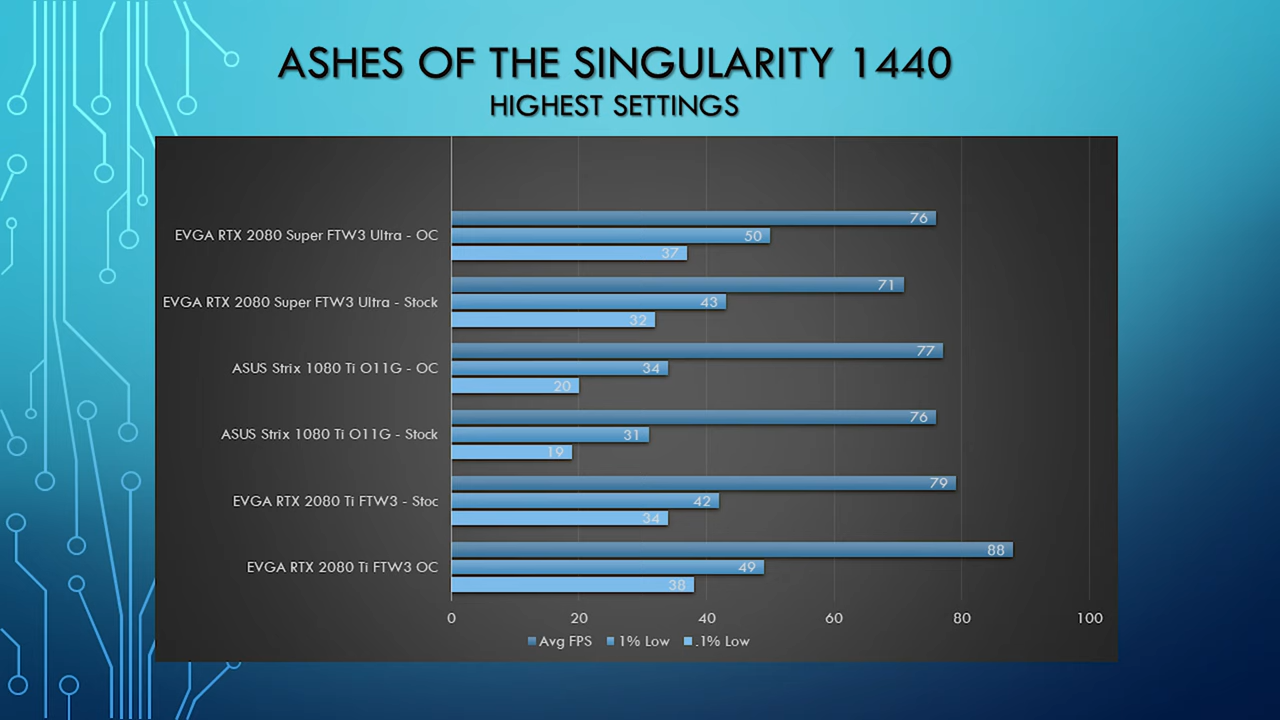 ASHES OF THE SINGULARITY 1440
HIGHEST SETTINGS
EVGA RTX 2080 Super FTW3 Ultra - OC
76
50
37
EVGA RTX 2080 Super FTW3 Ultra - Stock
71
43
32
ASUS Strix 1080 Ti O11G - OC
77
34
20
ASUS Strix 1080 Ti O11G - Stock
76
31
19
EVGA RTX 2080 Ti FTW3 - Stoc
79
42
34
EVGA RTX 2080 Ti FTW3 OC
88
49
38
0 20 40 60 80 100
Avg FPS 1% Low .1% Low